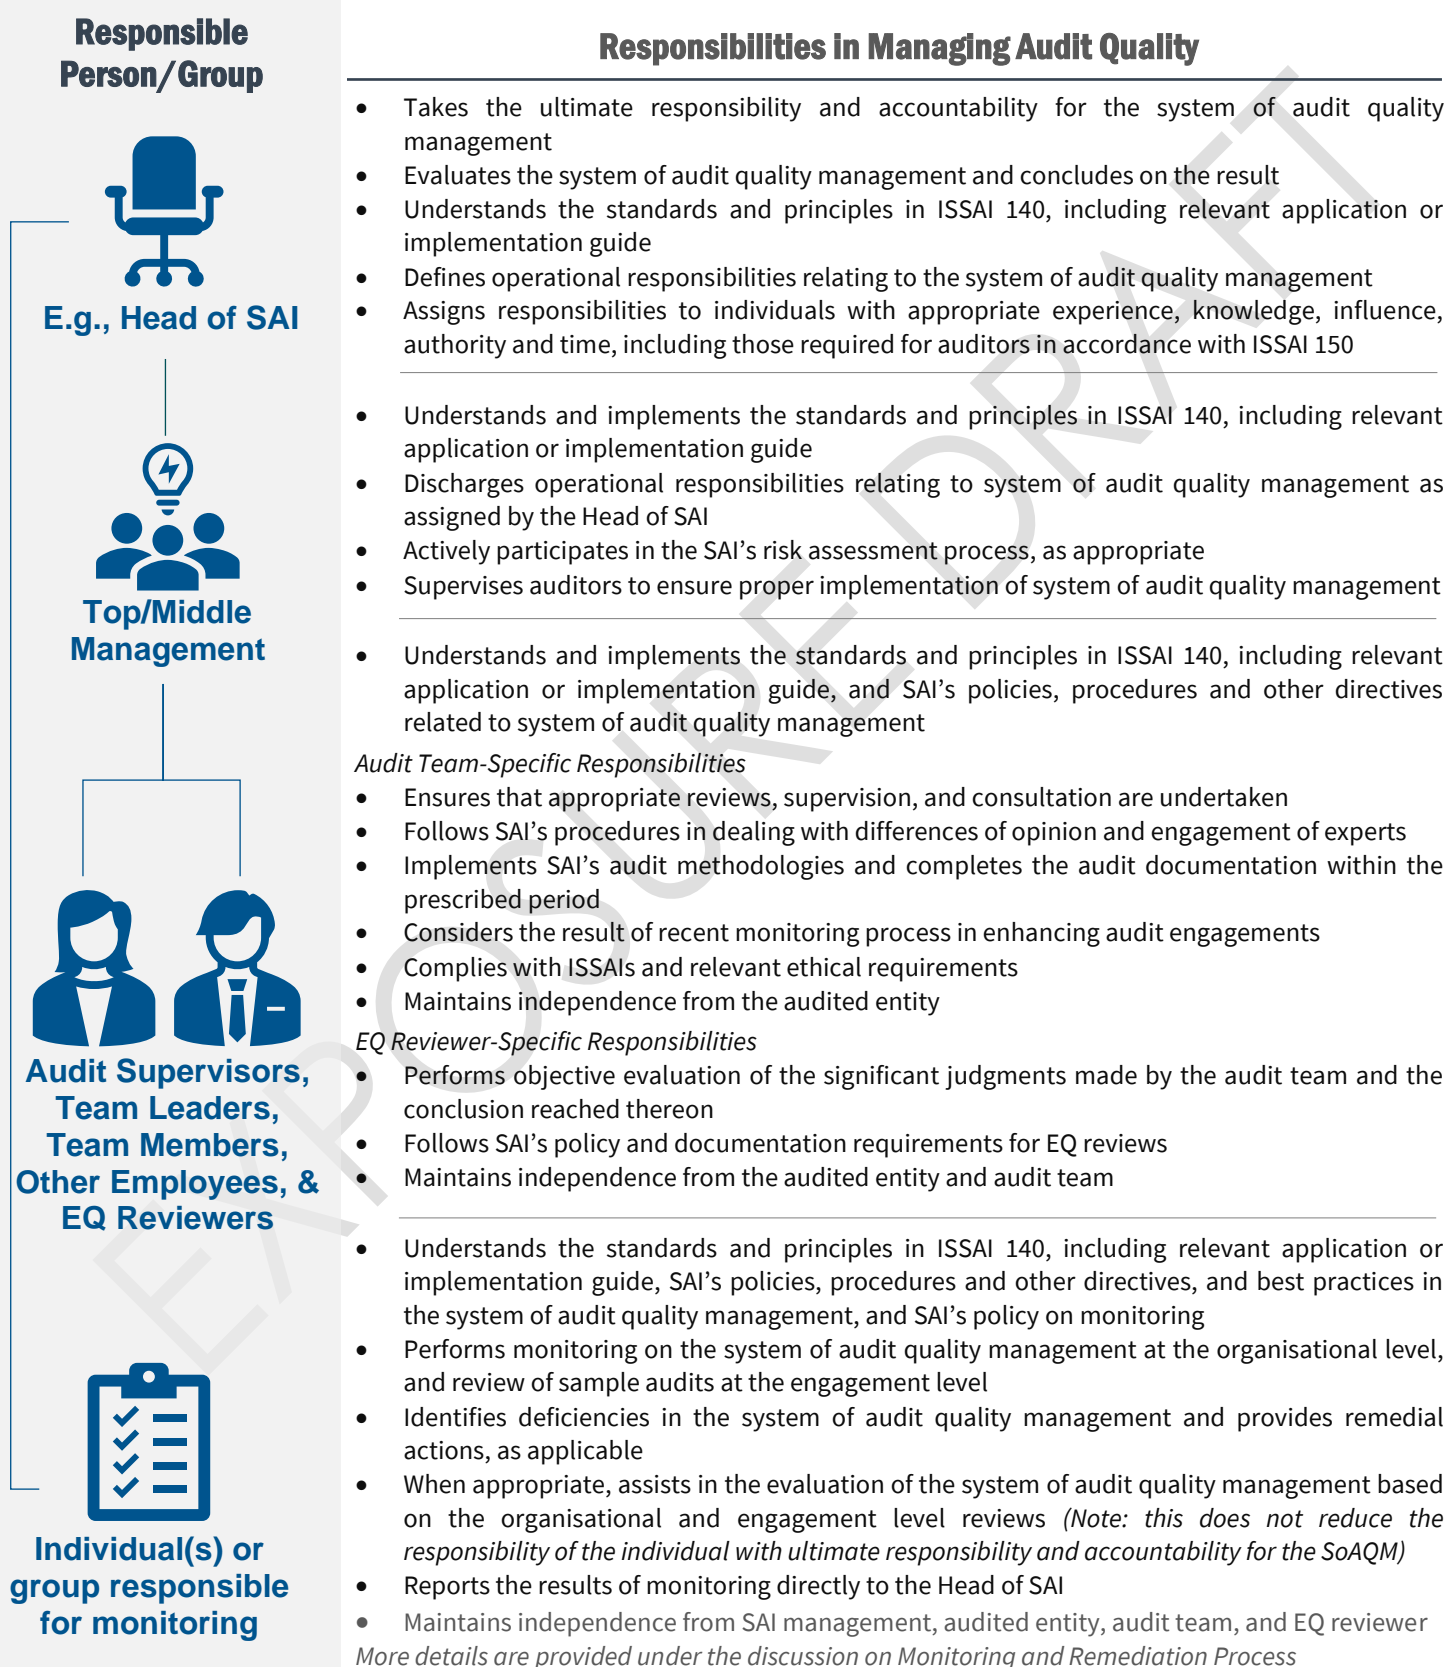 Responsible
Person/Group
Responsibilities in Managing Audit Quality
E.g., Head of SAI
• Takes the ultimate responsibility and accountability for the system of audit quality
management
• Evaluates the system of audit quality management and concludes on the result
• Understands the standards and principles in ISSAI 140, including relevant application or
implementation guide
• Defines operational responsibilities relating to the system of audit quality management
• Assigns responsibilities to individuals with appropriate experience, knowledge, influence,
authority and time, including those required for auditors in accordance with ISSAI 150
Top/Middle
Management
• Understands and implements the standards and principles in ISSAI 140, including relevant
application or implementation guide
• Discharges operational responsibilities relating to system of audit quality management as
assigned by the Head of SAI
• Actively participates in the SAI’s risk assessment process, as appropriate
• Supervises auditors to ensure proper implementation of system of audit quality management
Audit Supervisors,
Team Leaders,
Team Members,
Other Employees, &
EQ Reviewers
• Understands and implements the standards and principles in ISSAI 140, including relevant
application or implementation guide, and SAI’s policies, procedures and other directives
related to system of audit quality management
Audit Team-Specific Responsibilities
• Ensures that appropriate reviews, supervision, and consultation are undertaken
• Follows SAI’s procedures in dealing with differences of opinion and engagement of experts
• Implements SAI’s audit methodologies and completes the audit documentation within the
prescribed period
• Considers the result of recent monitoring process in enhancing audit engagements
• Complies with ISSAIs and relevant ethical requirements
• Maintains independence from the audited entity
EQ Reviewer-Specific Responsibilities
• Performs objective evaluation of the significant judgments made by the audit team and the
conclusion reached thereon
• Follows SAI’s policy and documentation requirements for EQ reviews
• Maintains independence from the audited entity and audit team
Individual(s) or
group responsible
for monitoring
• Understands the standards and principles in ISSAI 140, including relevant application or
implementation guide, SAI’s policies, procedures and other directives, and best practices in
the system of audit quality management, and SAI’s policy on monitoring
• Performs monitoring on the system of audit quality management at the organisational level,
and review of sample audits at the engagement level
• Identifies deficiencies in the system of audit quality management and provides remedial
actions, as applicable
• When appropriate, assists in the evaluation of the system of audit quality management based
on the organisational and engagement level reviews (Note: this does not reduce the
responsibility of the individual with ultimate responsibility and accountability for the SoAQM)
• Reports the results of monitoring directly to the Head of SAI
• Maintains independence from SAI management, audited entity, audit team, and EQ reviewer
More details are provided under the discussion on Monitoring and Remediation Process
EXPOSURE DRAFT